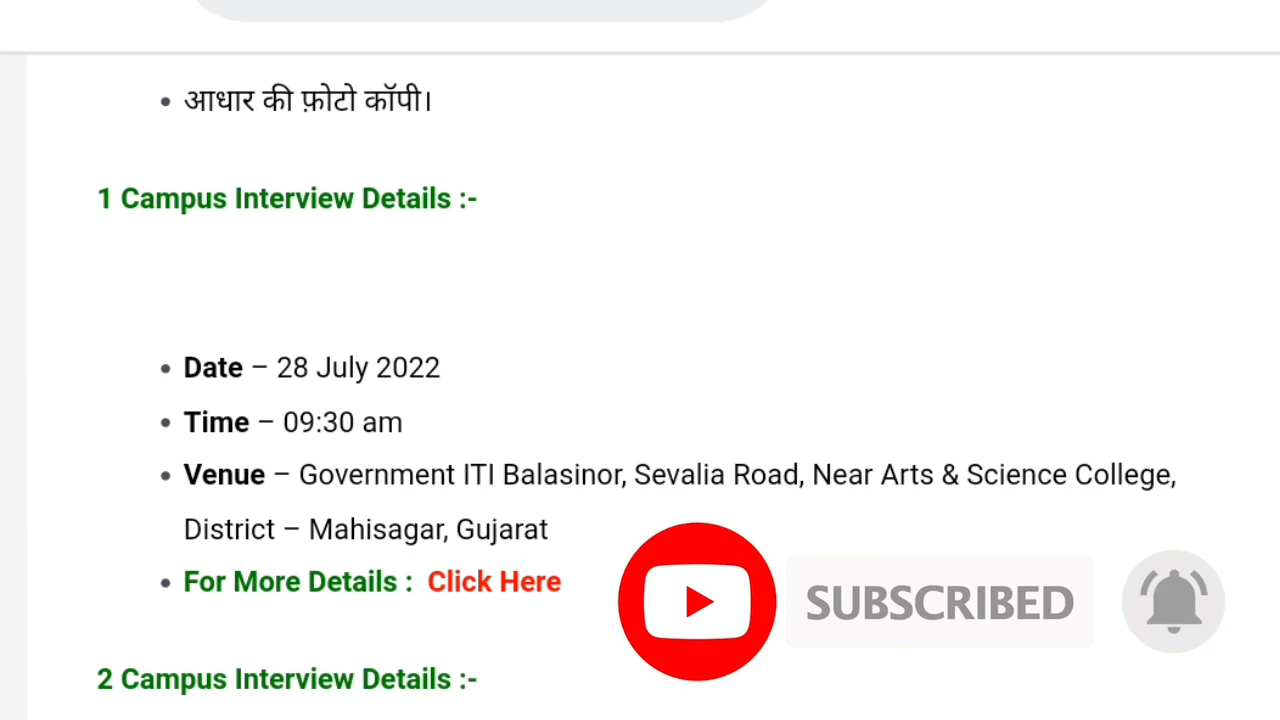 आधार की फ़ोटो कॉपी।
1 Campus Interview Details :-
Date – 28 July 2022
Time – 09:30 am
Venue – Government ITI Balasinor, Sevalia Road, Near Arts & Science College,
District – Mahisagar, Gujarat
For More Details : Click Here
SUBSCRIBED
2 Campus Interview Details :-